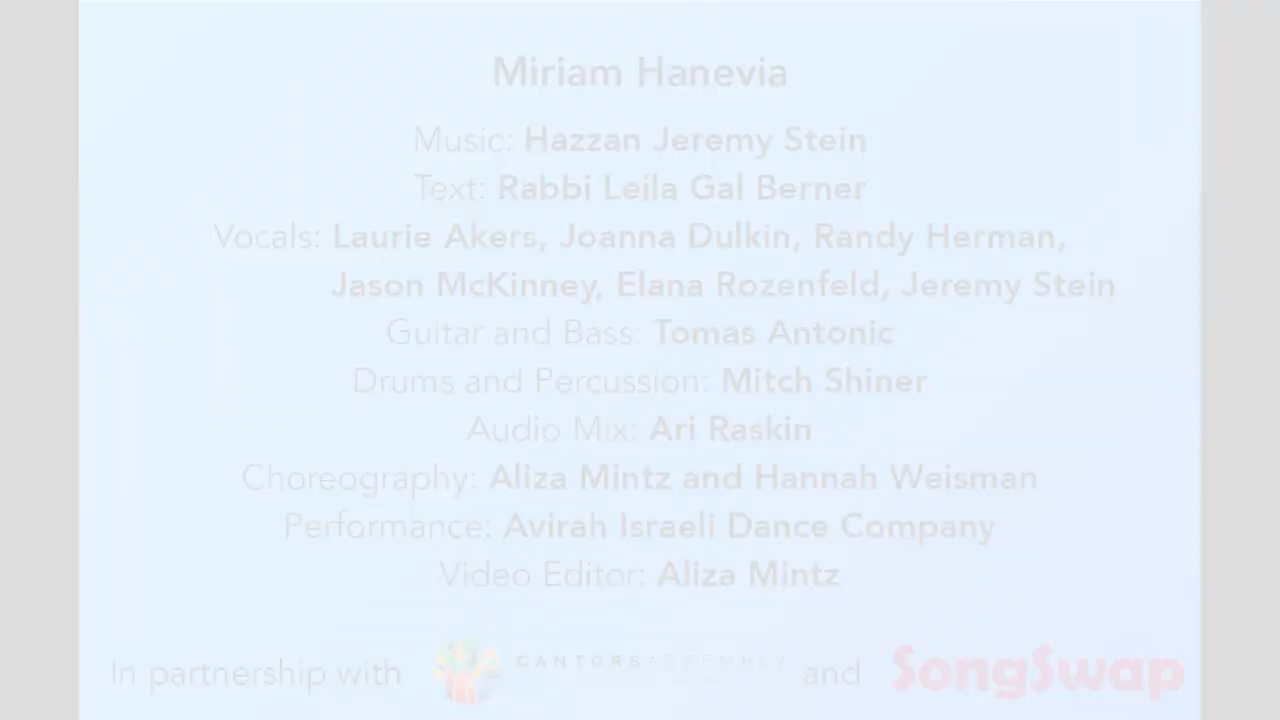 Miriam Hanevia
Music: Hazzan Jeremy Stein
Text: Rabbi Leila Gal Berner
Vocals: Laurie Akers, Joanna Dulkin, Randy Herman,
Jason McKinney, Elana Rozenfeld, Jeremy Stein
Guitar and Bass: Tomas Antonic
Drums and Percussion: Mitch Shiner
Audio Mix: Ari Raskin
Choreography: Aliza Mintz and Hannah Weisman
Performance: Avirah Israeli Dance Company
Video Editor: Aliza Mintz
In partnership with CANTORSASSEMBLY and SongSwap